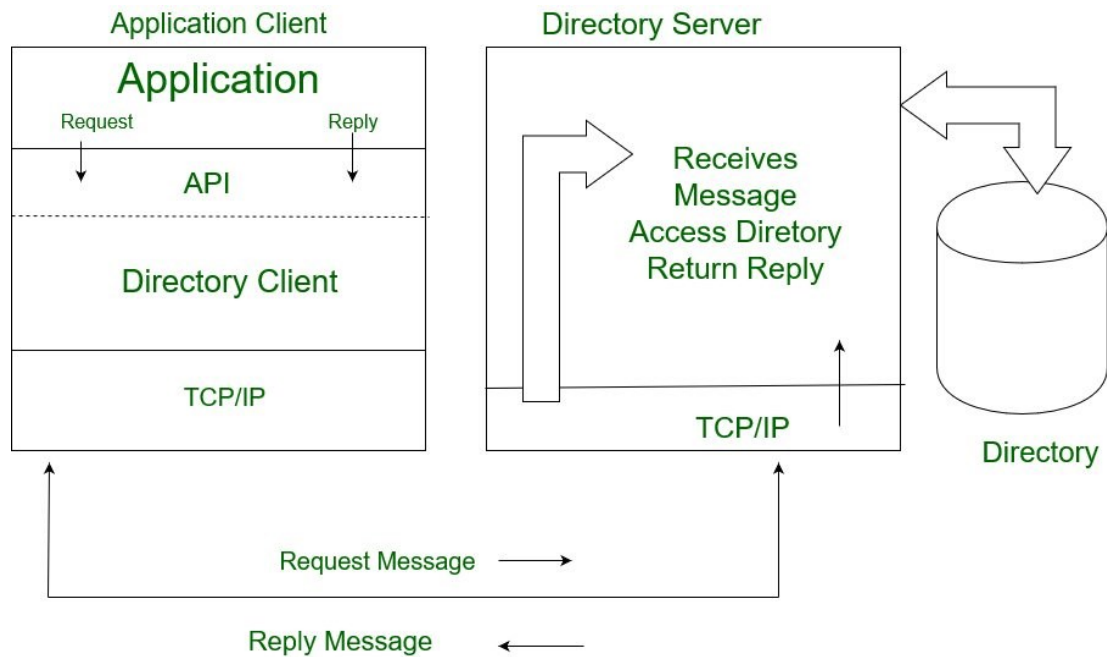 Application Client
Application
Request
Reply
API
Directory Client
TCP/IP
Directory Server
Receives
Message
Access Diretory
Return Reply
TCP/IP
Directory
Request Message
Reply Message